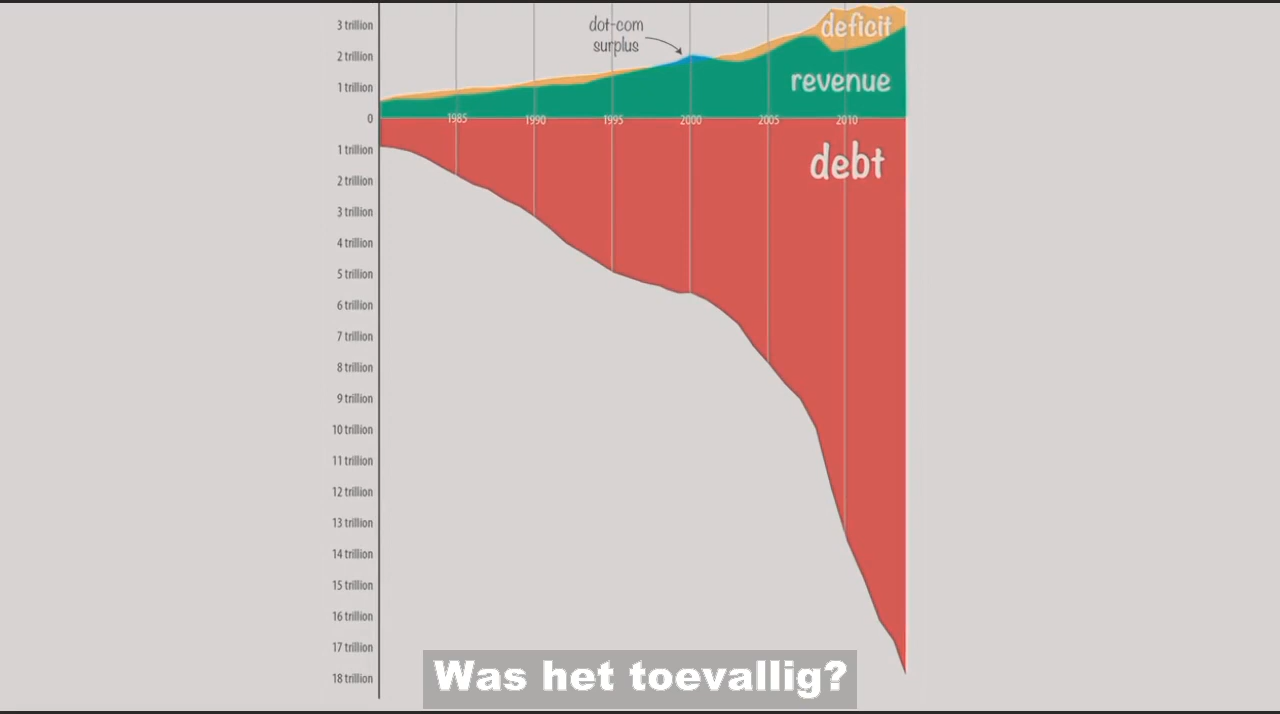 dot-com
surplus
deficit
revenue
debt
3 trillion
2 trillion
1 trillion
0
1985 1990 1995 2000 2005 2010
1 trillion
2 trillion
3 trillion
4 trillion
5 trillion
6 trillion
7 trillion
8 trillion
9 trillion
10 trillion
11 trillion
12 trillion
13 trillion
14 trillion
15 trillion
16 trillion
17 trillion
18 trillion
Was het toevallig?